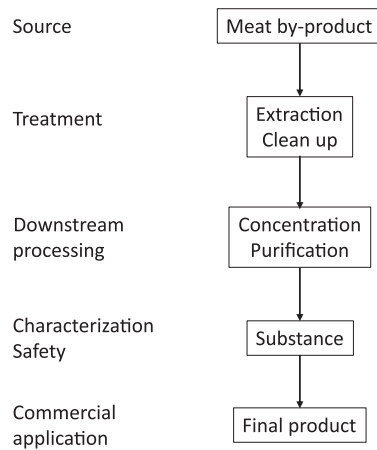 Source
Meat by-product
Treatment
Extraction
Clean up
Downstream
processing
Concentration
Purification
Characterization
Safety
Substance
Commercial
application
Final product